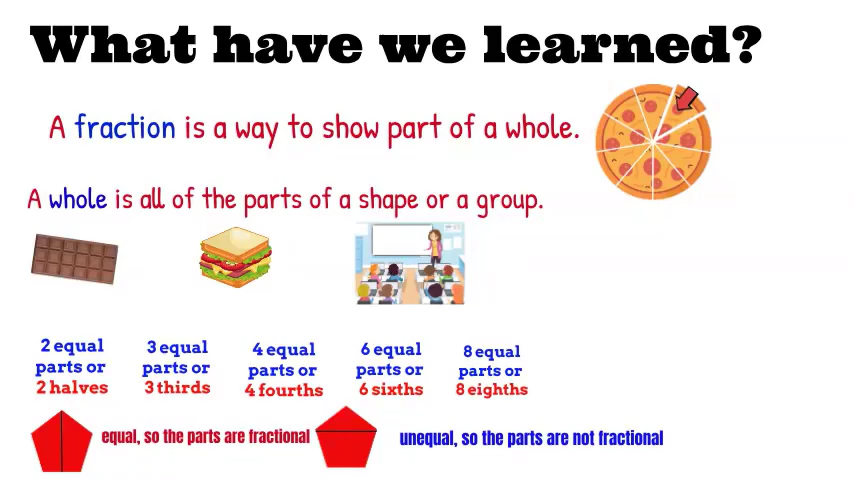 What have we learned?
A fraction is a way to show part of a whole.
A whole is all of the parts of a shape or a group.
2 equal
parts or
2 halves
3 equal
parts or
3 thirds
4 equal
parts or
4 fourths
6 equal
parts or
6 sixths
8 equal
parts or
8 eighths
equal, so the parts are fractional
unequal, so the parts are not fractional